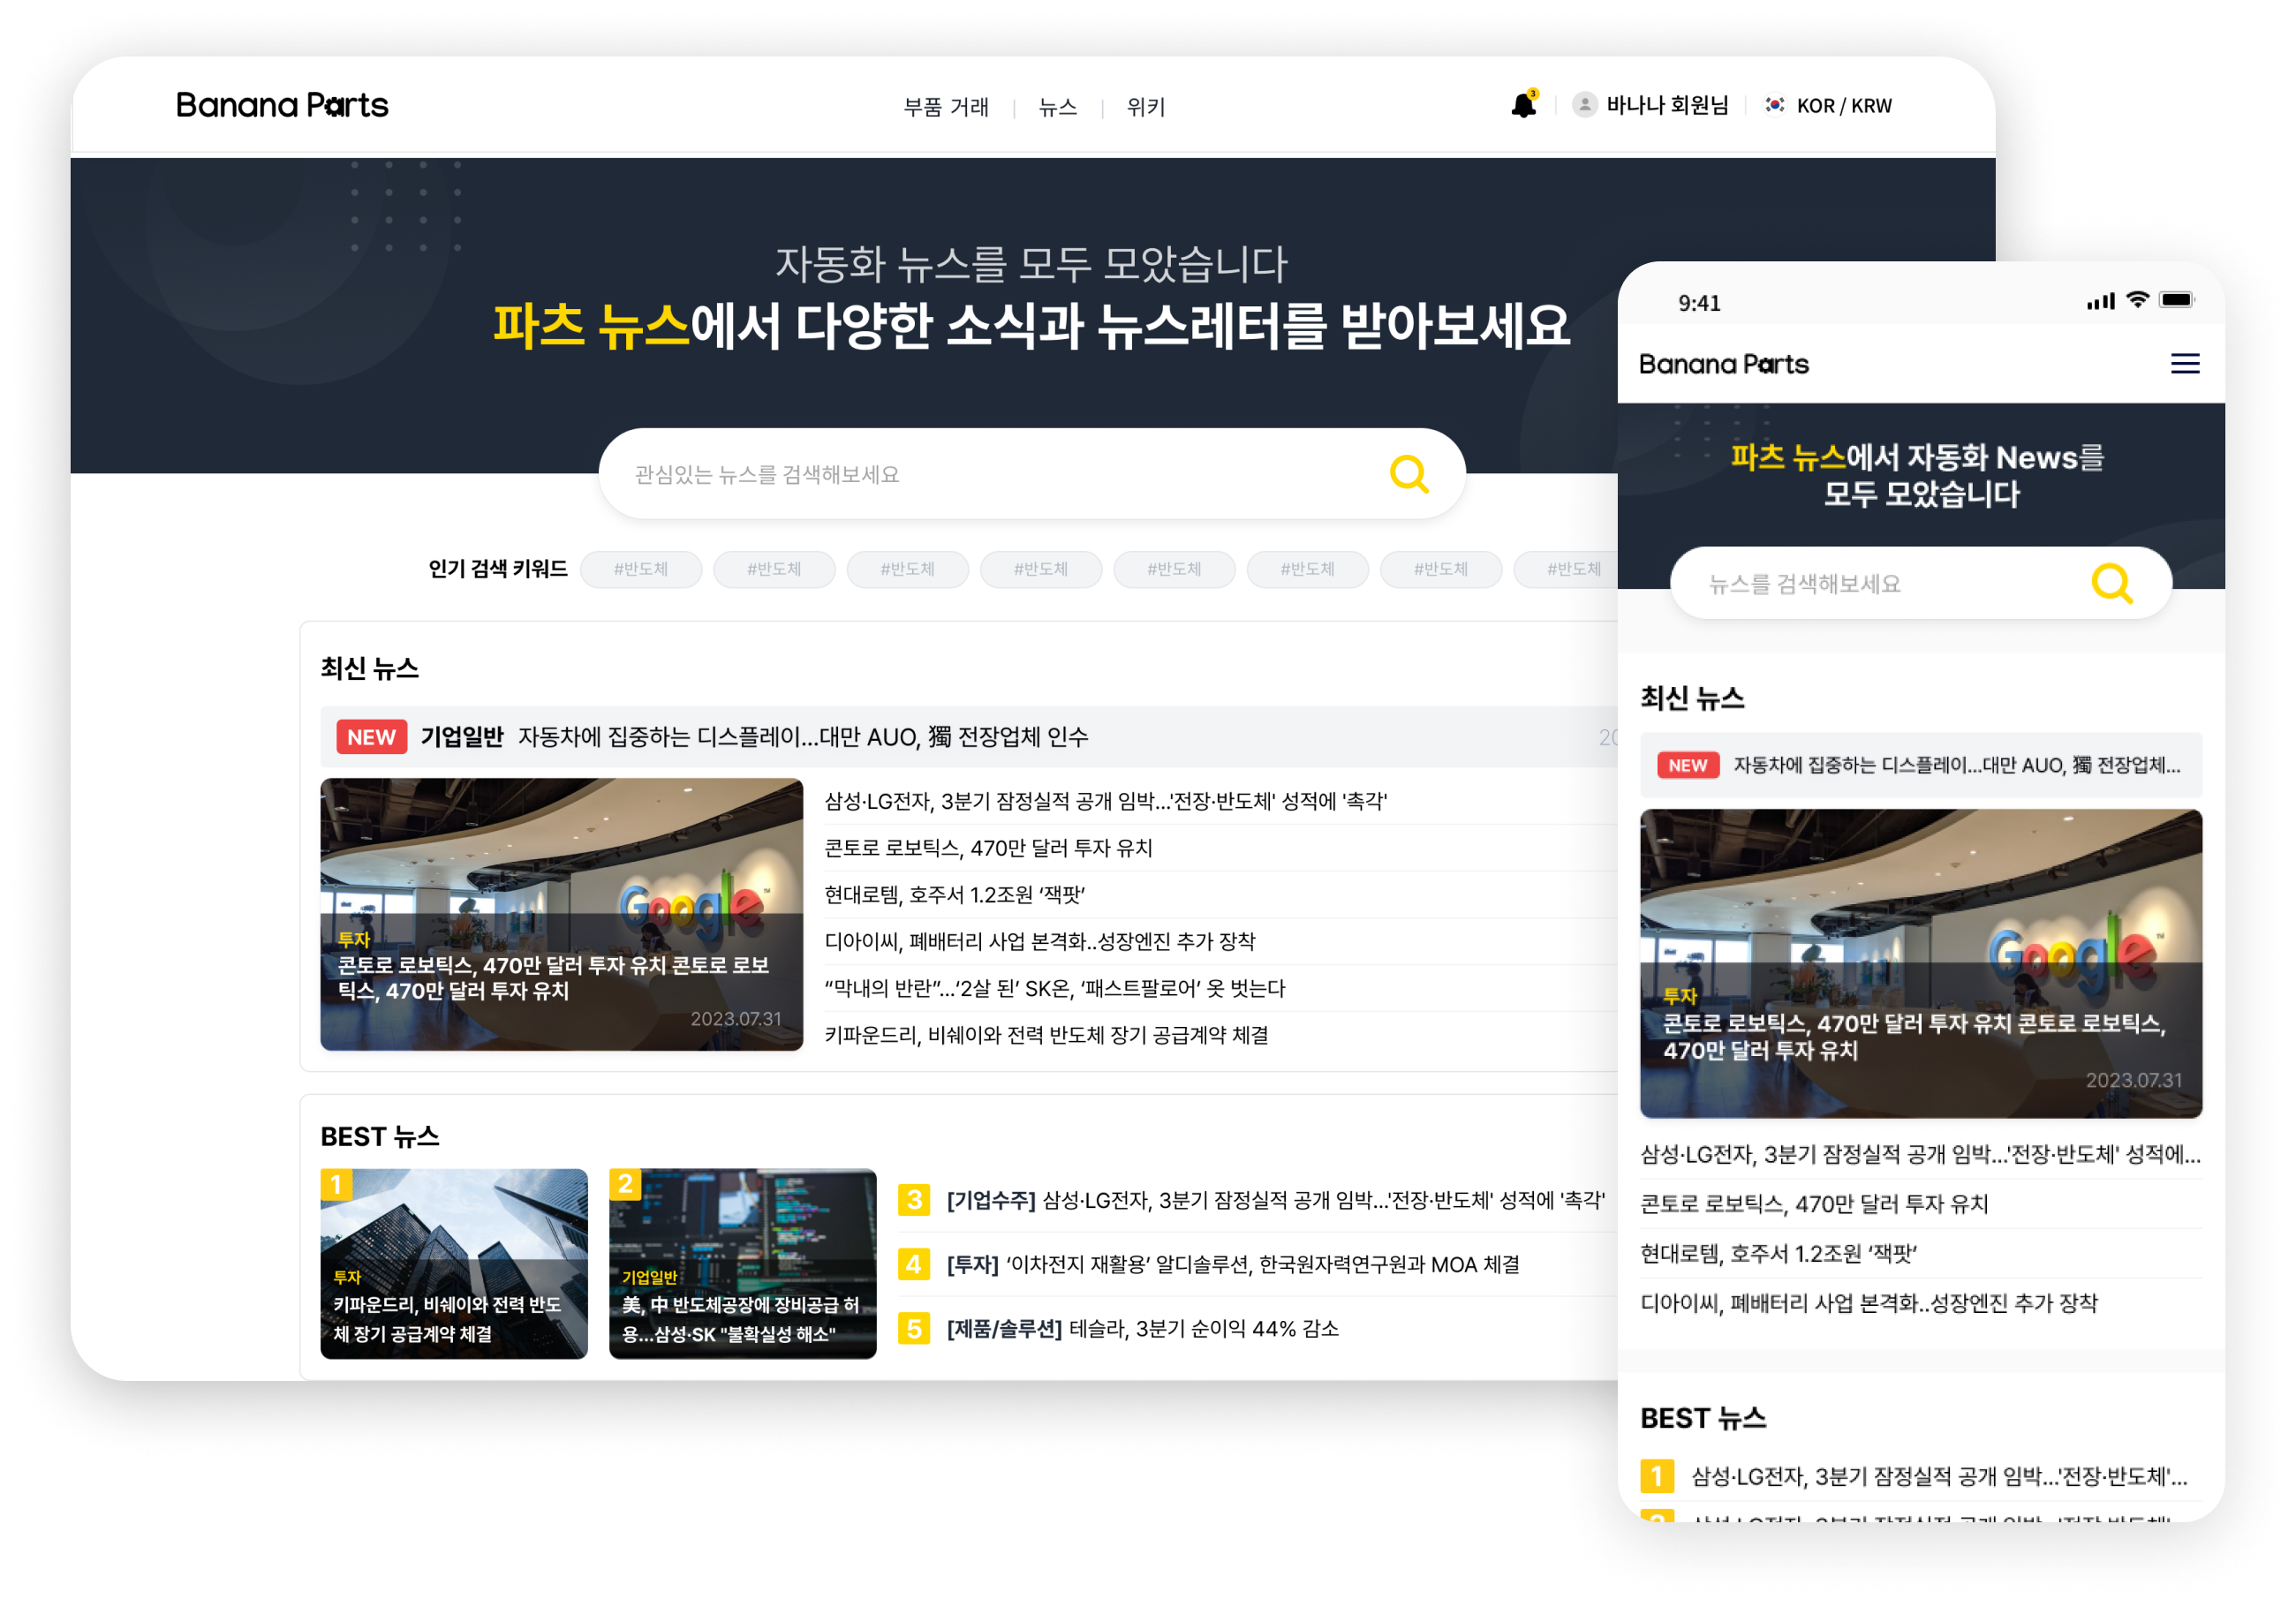 Banana Parts
부품 거래 | 뉴스 | 위키
3
바나나 회원님
KOR / KRW
자동화 뉴스를 모두 모았습니다
파츠 뉴스에서 다양한 소식과 뉴스레터를 받아보세요
관심있는 뉴스를 검색해보세요
인기 검색 키워드 #반도체 #반도체 #반도체 #반도체 #반도체 #반도체 #반도체 #반도체
최신 뉴스
NEW 기업일반 자동차에 집중하는 디스플레이...대만 AUO, 獨 전장업체 인수
20
Google
투자
콘토로 로보틱스, 470만 달러 투자 유치 콘토로 로보
틱스, 470만 달러 투자 유치
2023.07.31
삼성·LG전자, 3분기 잠정실적 공개 임박...'전장·반도체' 성적에 '촉각'
콘토로 로보틱스, 470만 달러 투자 유치
현대로템, 호주서 1.2조원 ‘잭팟’
디아이씨, 폐배터리 사업 본격화..성장엔진 추가 장착
“막내의 반란”...‘2살 된’ SK온, ‘패스트팔로어’ 옷 벗는다
키파운드리, 비쉐이와 전력 반도체 장기 공급계약 체결
BEST 뉴스
1
투자
키파운드리, 비쉐이와 전력 반도
체 장기 공급계약 체결
2
기업일반
美, 中 반도체공장에 장비공급 허
용...삼성·SK "불확실성 해소"
3 [기업수주] 삼성·LG전자, 3분기 잠정실적 공개 임박...'전장·반도체' 성적에 '촉각'
4 [투자] ‘이차전지 재활용’ 알디솔루션, 한국원자력연구원과 MOA 체결
5 [제품/솔루션] 테슬라, 3분기 순이익 44% 감소
9:41
Banana Parts
파츠 뉴스에서 자동화 News를
모두 모았습니다
뉴스를 검색해보세요
최신 뉴스
NEW 자동차에 집중하는 디스플레이...대만 AUO, 獨 전장업체...
Google
투자
콘토로 로보틱스, 470만 달러 투자 유치 콘토로 로보틱스,
470만 달러 투자 유치
2023.07.31
삼성·LG전자, 3분기 잠정실적 공개 임박...'전장·반도체' 성적에...
콘토로 로보틱스, 470만 달러 투자 유치
현대로템, 호주서 1.2조원 ‘잭팟’
디아이씨, 폐배터리 사업 본격화..성장엔진 추가 장착
BEST 뉴스
1 삼성·LG전자, 3분기 잠정실적 공개 임박...'전장·반도체'...